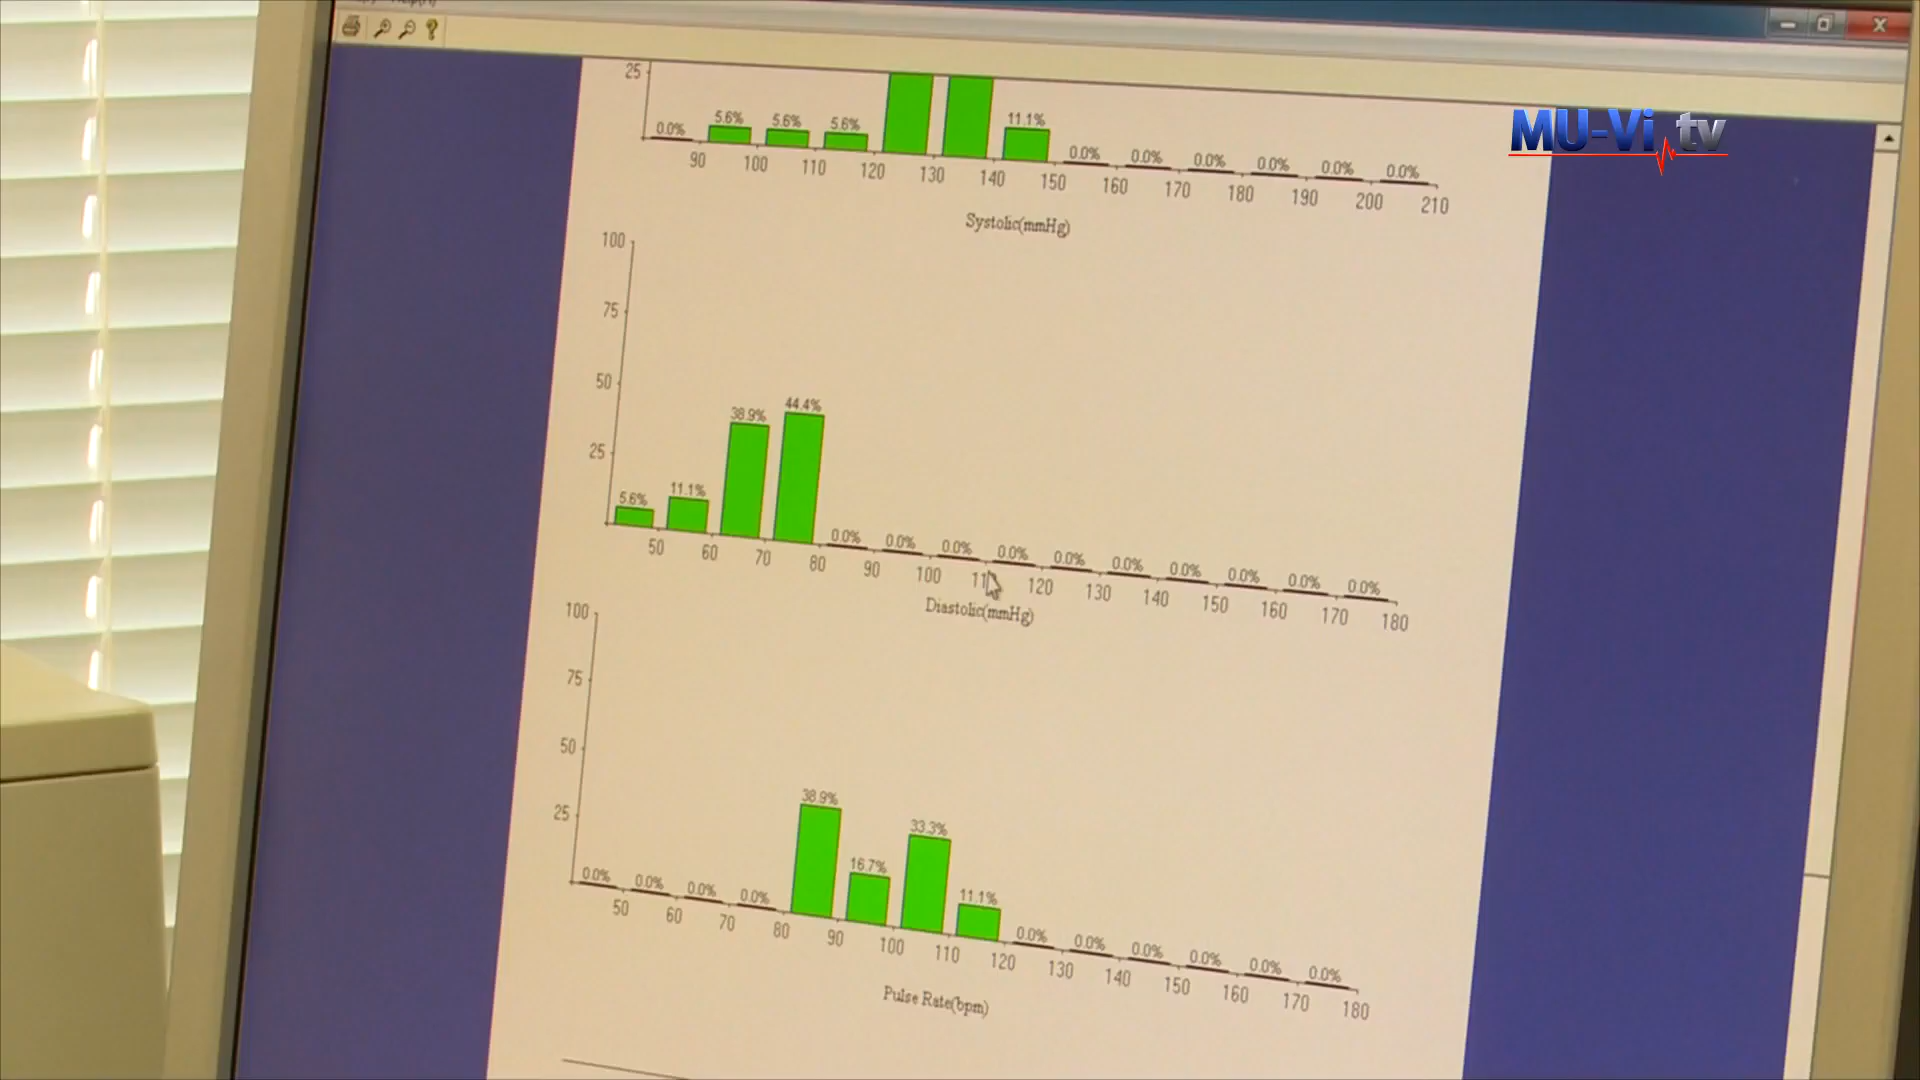 MU-Vi.tv
25
0.0% 5.6% 5.6% 5.6% 11.1% 0.0% 0.0% 0.0% 0.0% 0.0% 0.0%
90 100 110 120 130 140 150 160 170 180 190 200 210
Systolic(mmHg)
100
75
50
25
5.6% 11.1% 38.9% 44.4% 0.0% 0.0% 0.0% 0.0% 0.0% 0.0% 0.0% 0.0% 0.0% 0.0%
50 60 70 80 90 100 120 130 140 150 160 170 180
Diastolic(mmHg)
100
75
50
25
0.0% 0.0% 0.0% 0.0% 38.9% 16.7% 33.3% 11.1% 0.0% 0.0% 0.0% 0.0% 0.0% 0.0%
50 60 70 80 90 100 110 120 130 140 150 160 170 180
Pulse Rate(bpm)